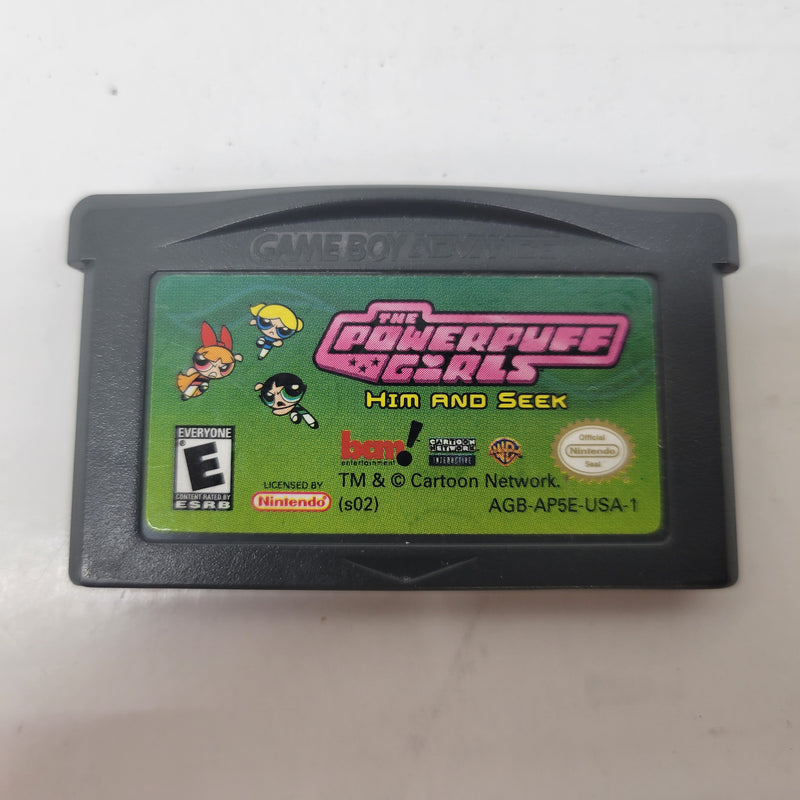 GAME BOY ADVANCE
THE
POWERPUFF
GIRLS
HIM AND SEEK
EVERYONE
E
®
CONTENT RATED BY
ESRB
bam!
entertainment
CARTOON
NETWORK
INTERACTIVE
WB
Official
Nintendo
Seal
LICENSED BY
Nintendo
TM & © Cartoon Network.
(s02)
AGB-AP5E-USA-1